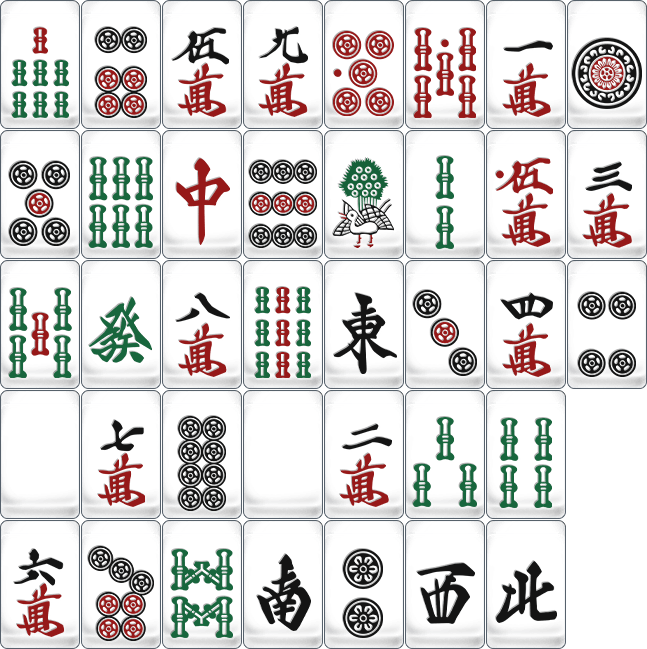 伍萬 九萬 一萬
中 伍萬 三萬
發 八萬 東 四萬
七萬 二萬
六萬 南 西 北